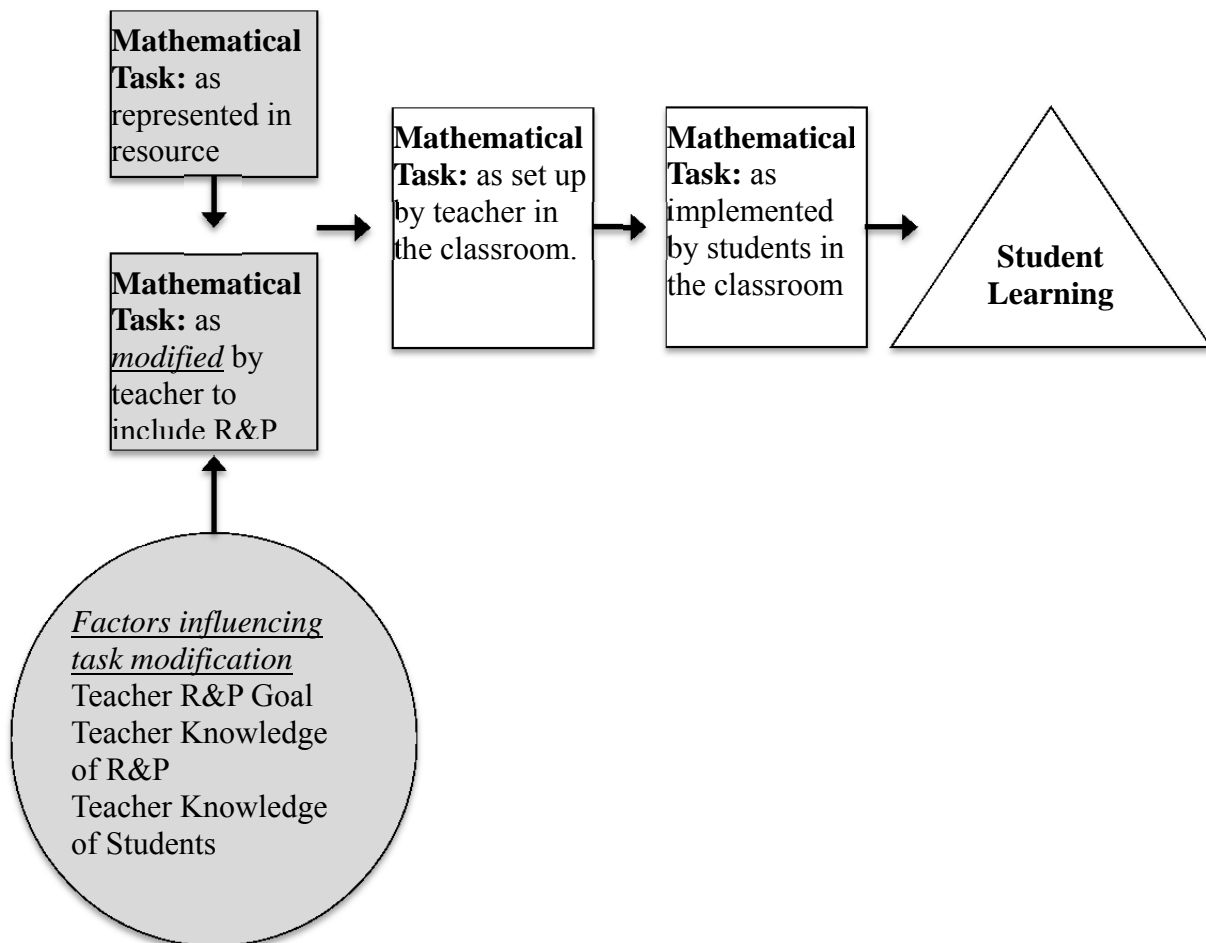 Mathematical
Task: as
represented in
resource
Mathematical
Task: as
modified by
teacher to
include R&P
Mathematical
Task: as set up
by teacher in
the classroom.
Mathematical
Task: as
implemented
by students in
the classroom
Student
Learning
Factors influencing
task modification
Teacher R&P Goal
Teacher Knowledge
of R&P
Teacher Knowledge
of Students